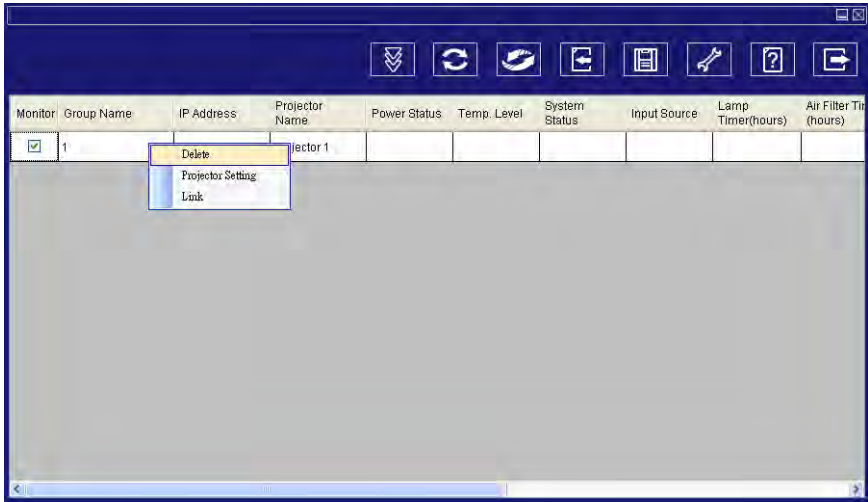 Monitor Group Name IP Address Projector Name Power Status Temp. Level System Status Input Source Lamp Timer(hours) Air Filter Tim (hours)
1 jector 1
Delete
Projector Setting
Link